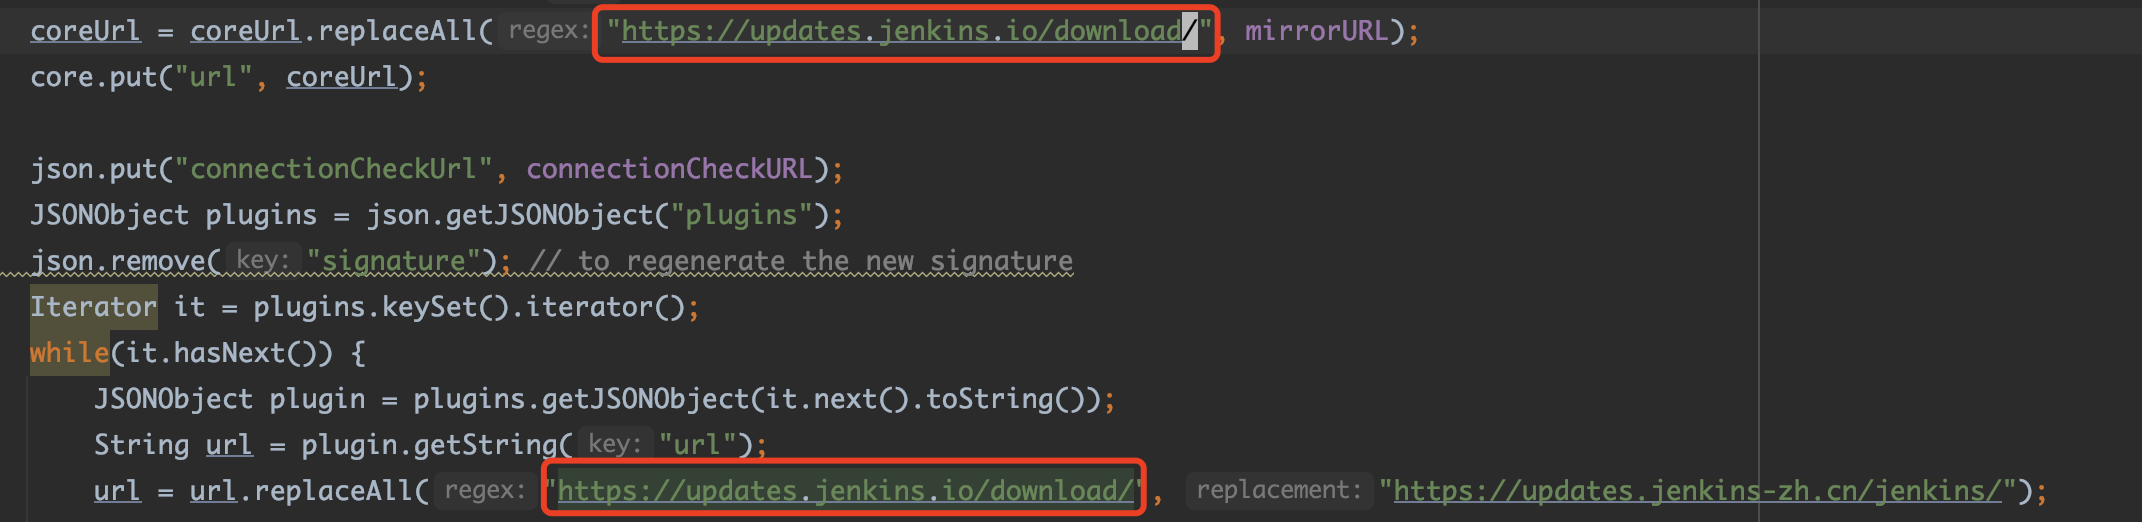 coreUrl = coreUrl.replaceAll( regex: "https://updates.jenkins.io/download/", mirrorURL);
core.put("url", coreUrl);
json.put("connectionCheckUrl", connectionCheckURL);
JSONObject plugins = json.getJSONObject("plugins");
json.remove( key: "signature"); // to regenerate the new signature
Iterator it = plugins.keySet().iterator();
while(it.hasNext()) {
JSONObject plugin = plugins.getJSONObject(it.next().toString());
String url = plugin.getString( key: "url");
url = url.replaceAll( regex: "https://updates.jenkins.io/download/", replacement: "https://updates.jenkins-zh.cn/jenkins/");